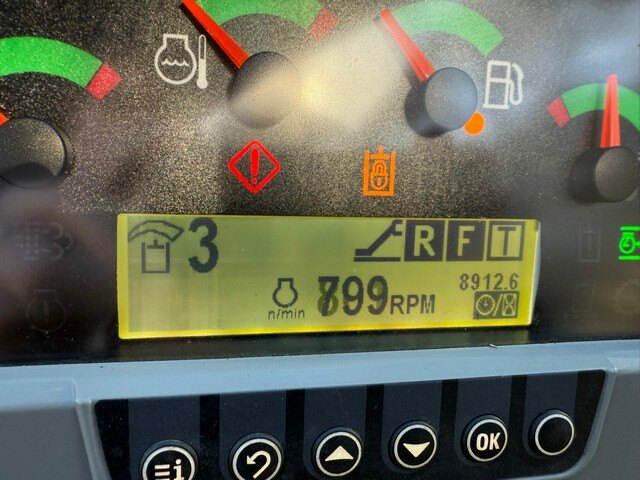 3
R F T
n/min 799 RPM
8912.6
i
OK